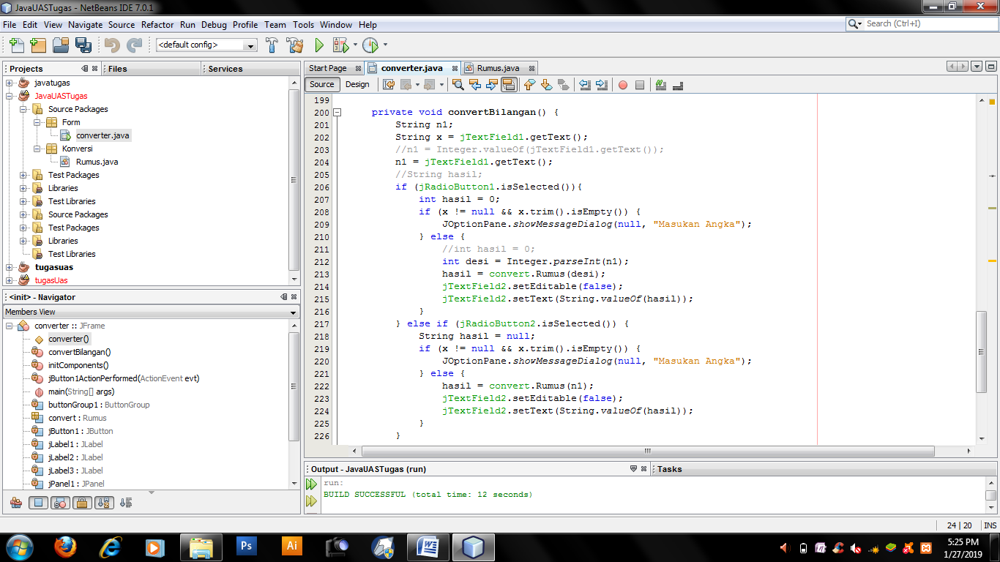 JavaUASTugas - NetBeans IDE 7.0.1
File Edit View Navigate Source Refactor Run Debug Profile Team Tools Window Help
Search (Ctrl+I)
<default config>
Projects Files Services
javatugas
JavaUASTugas
Source Packages
Form
converter.java
Konversi
Rumus.java
Test Packages
Libraries
Test Libraries
Source Packages
Test Packages
Libraries
Test Libraries
tugasuas
tugasUas
<init> - Navigator
Members View
converter :: JFrame
converter()
convertBilangan()
initComponents()
jButton1ActionPerformed(ActionEvent evt)
main(String[] args)
buttonGroup1 : ButtonGroup
convert : Rumus
jButton1 : JButton
jLabel1 : JLabel
jLabel2 : JLabel
jLabel3 : JLabel
jPanel1 : JPanel
Start Page converter.java Rumus.java
Source Design
199
200 private void convertBilangan() {
201 String n1;
202 String x = jTextField1.getText();
203 //n1 = Integer.valueOf(jTextField1.getText());
204 n1 = jTextField1.getText();
205 //String hasil;
206 if (jRadioButton1.isSelected()){
207 int hasil = 0;
208 if (x != null && x.trim().isEmpty()) {
209 JOptionPane.showMessageDialog(null, "Masukan Angka");
210 } else {
211 //int hasil = 0;
212 int desi = Integer.parseInt(n1);
213 hasil = convert.Rumus(desi);
214 jTextField2.setEditable(false);
215 jTextField2.setText(String.valueOf(hasil));
216 }
217 } else if (jRadioButton2.isSelected()) {
218 String hasil = null;
219 if (x != null && x.trim().isEmpty()) {
220 JOptionPane.showMessageDialog(null, "Masukan Angka");
221 } else {
222 hasil = convert.Rumus(n1);
223 jTextField2.setEditable(false);
224 jTextField2.setText(String.valueOf(hasil));
225 }
226 }
Output - JavaUASTugas (run) Tasks
run:
BUILD SUCCESSFUL (total time: 12 seconds)
24 | 20 INS
Ps
Ai
5:25 PM
1/27/2019